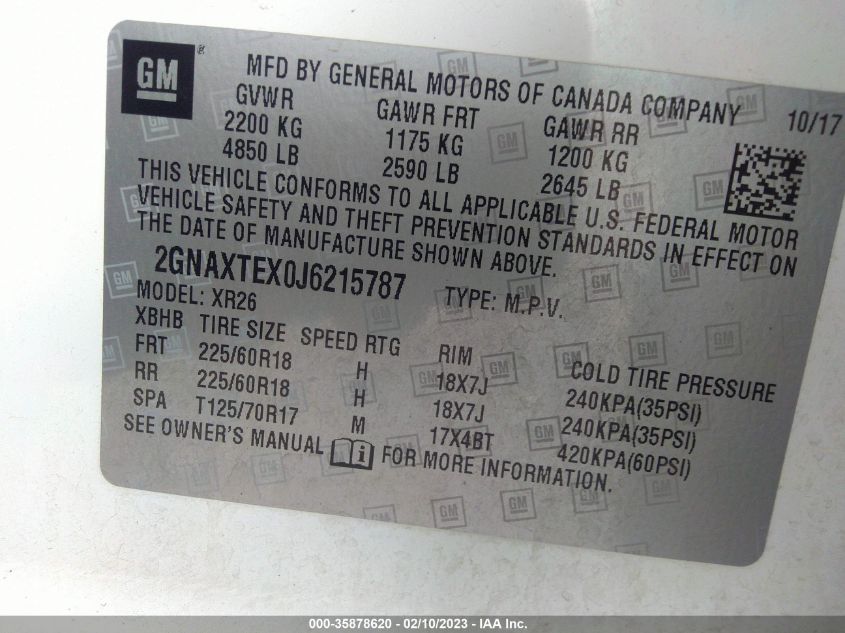 GM ®
MFD BY GENERAL MOTORS OF CANADA COMPANY 10/17
GVWR GAWR FRT GAWR RR
2200 KG 1175 KG 1200 KG
4850 LB 2590 LB 2645 LB
THIS VEHICLE CONFORMS TO ALL APPLICABLE U.S. FEDERAL MOTOR
VEHICLE SAFETY AND THEFT PREVENTION STANDARDS IN EFFECT ON
THE DATE OF MANUFACTURE SHOWN ABOVE.
2GNAXTEX0J6215787 TYPE: M.P.V.
MODEL: XR26
XBHB TIRE SIZE SPEED RTG RIM COLD TIRE PRESSURE
FRT 225/60R18 H 18X7J 240KPA(35PSI)
RR 225/60R18 H 18X7J 240KPA(35PSI)
SPA T125/70R17 M 17X4BT 420KPA(60PSI)
SEE OWNER'S MANUAL i FOR MORE INFORMATION.
000-35878620 - 02/10/2023 - IAA Inc.